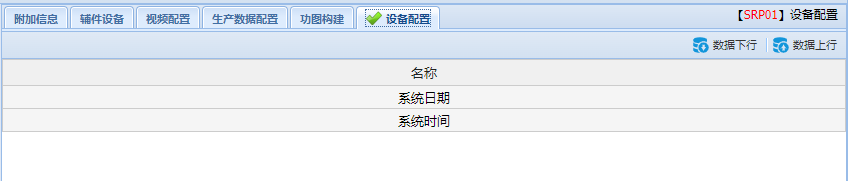 附加信息 辅件设备 视频配置 生产数据配置 功图构建 设备配置 【SRP01】设备配置
数据下行 数据上行
名称
系统日期
系统时间